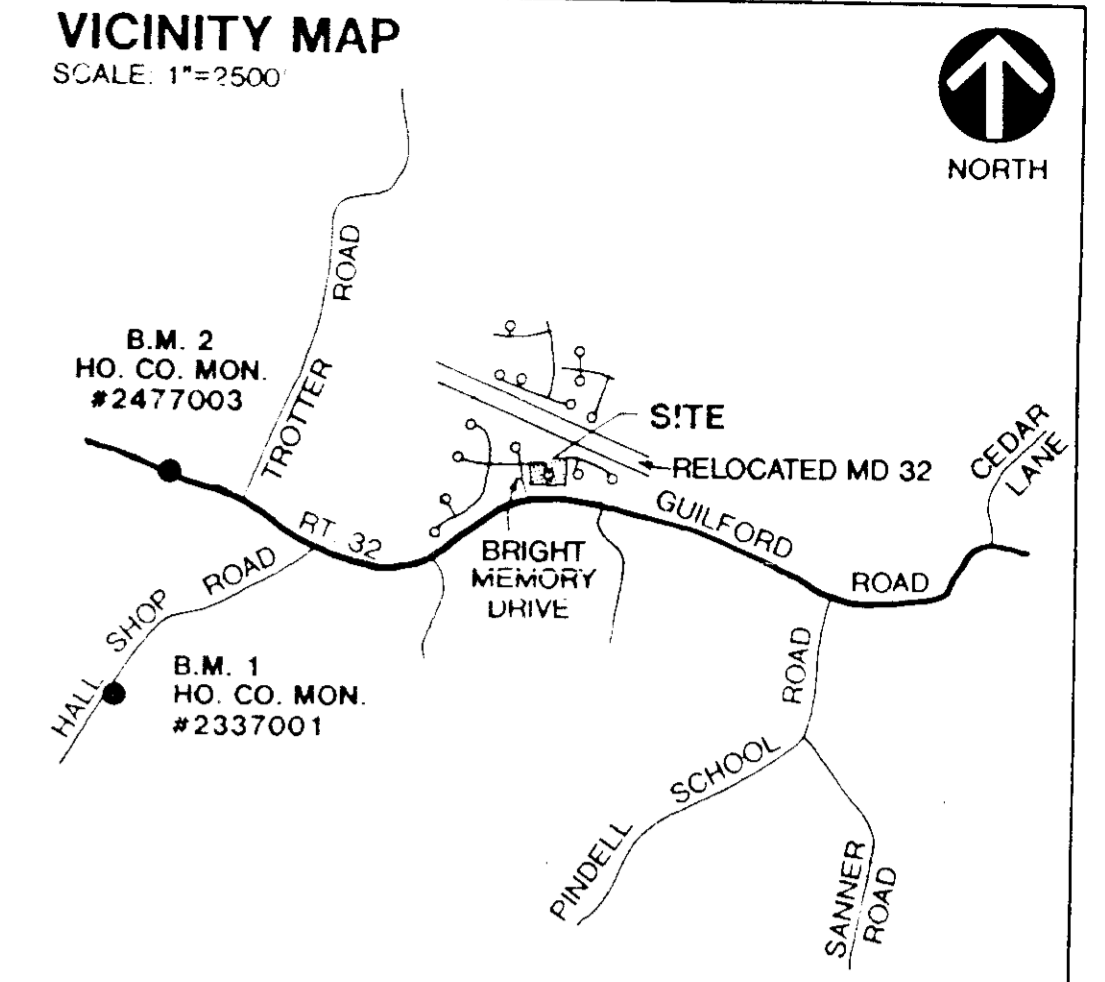 VICINITY MAP
SCALE: 1"=2500'
NORTH
TROTTER ROAD
B.M. 2
HO. CO. MON.
#2477003
S!TE
RELOCATED MD 32
CEDAR
LANE
RT. 32
GUILFORD ROAD
BRIGHT
MEMORY
DRIVE
HALL SHOP ROAD
B.M. 1
HO. CO. MON.
#2337001
PINDELL SCHOOL ROAD
SANNER
ROAD